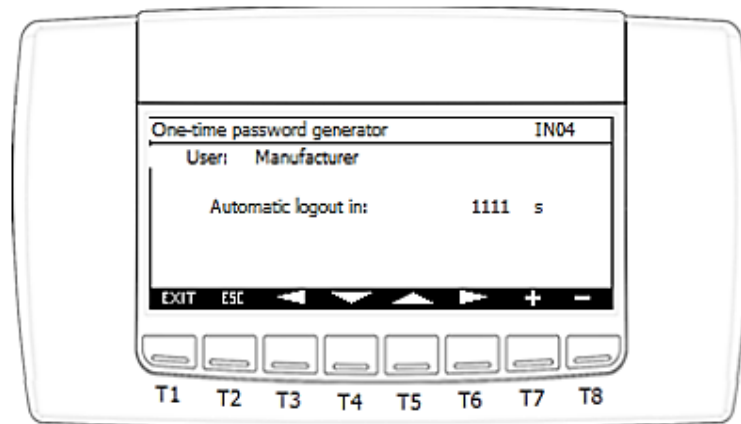 One-time password generator IN04
User: Manufacturer
Automatic logout in: 1111 s
EXIT ESC + -
T1 T2 T3 T4 T5 T6 T7 T8